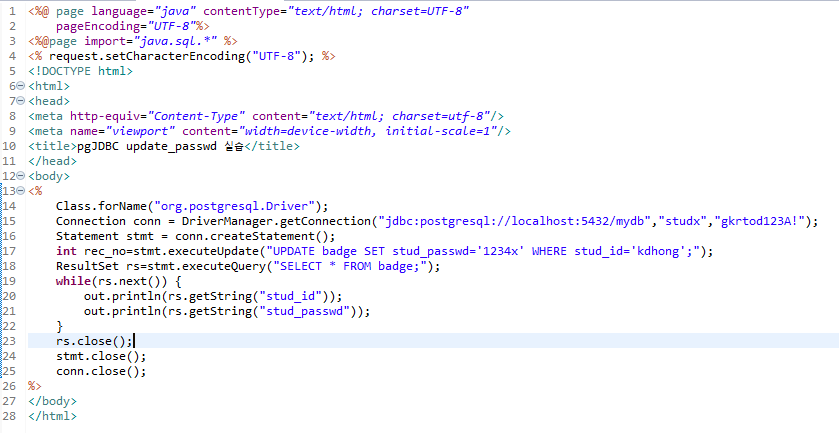 1 <%@ page language="java" contentType="text/html; charset=UTF-8"
2     pageEncoding="UTF-8"%>
3 <%@page import="java.sql.*" %>
4 <% request.setCharacterEncoding("UTF-8"); %>
5 <!DOCTYPE html>
6 <html>
7 <head>
8 <meta http-equiv="Content-Type" content="text/html; charset=utf-8"/>
9 <meta name="viewport" content="width=device-width, initial-scale=1"/>
10 <title>pgJDBC update_passwd 실습</title>
11 </head>
12 <body>
13 <%
14     Class.forName("org.postgresql.Driver");
15     Connection conn = DriverManager.getConnection("jdbc:postgresql://localhost:5432/mydb","studx","gkrtod123A!");
16     Statement stmt = conn.createStatement();
17     int rec_no=stmt.executeUpdate("UPDATE badge SET stud_passwd='1234x' WHERE stud_id='kdhong';");
18     ResultSet rs=stmt.executeQuery("SELECT * FROM badge;");
19     while(rs.next()) {
20         out.println(rs.getString("stud_id"));
21         out.println(rs.getString("stud_passwd"));
22     }
23     rs.close();
24     stmt.close();
25     conn.close();
26 %>
27 </body>
28 </html>